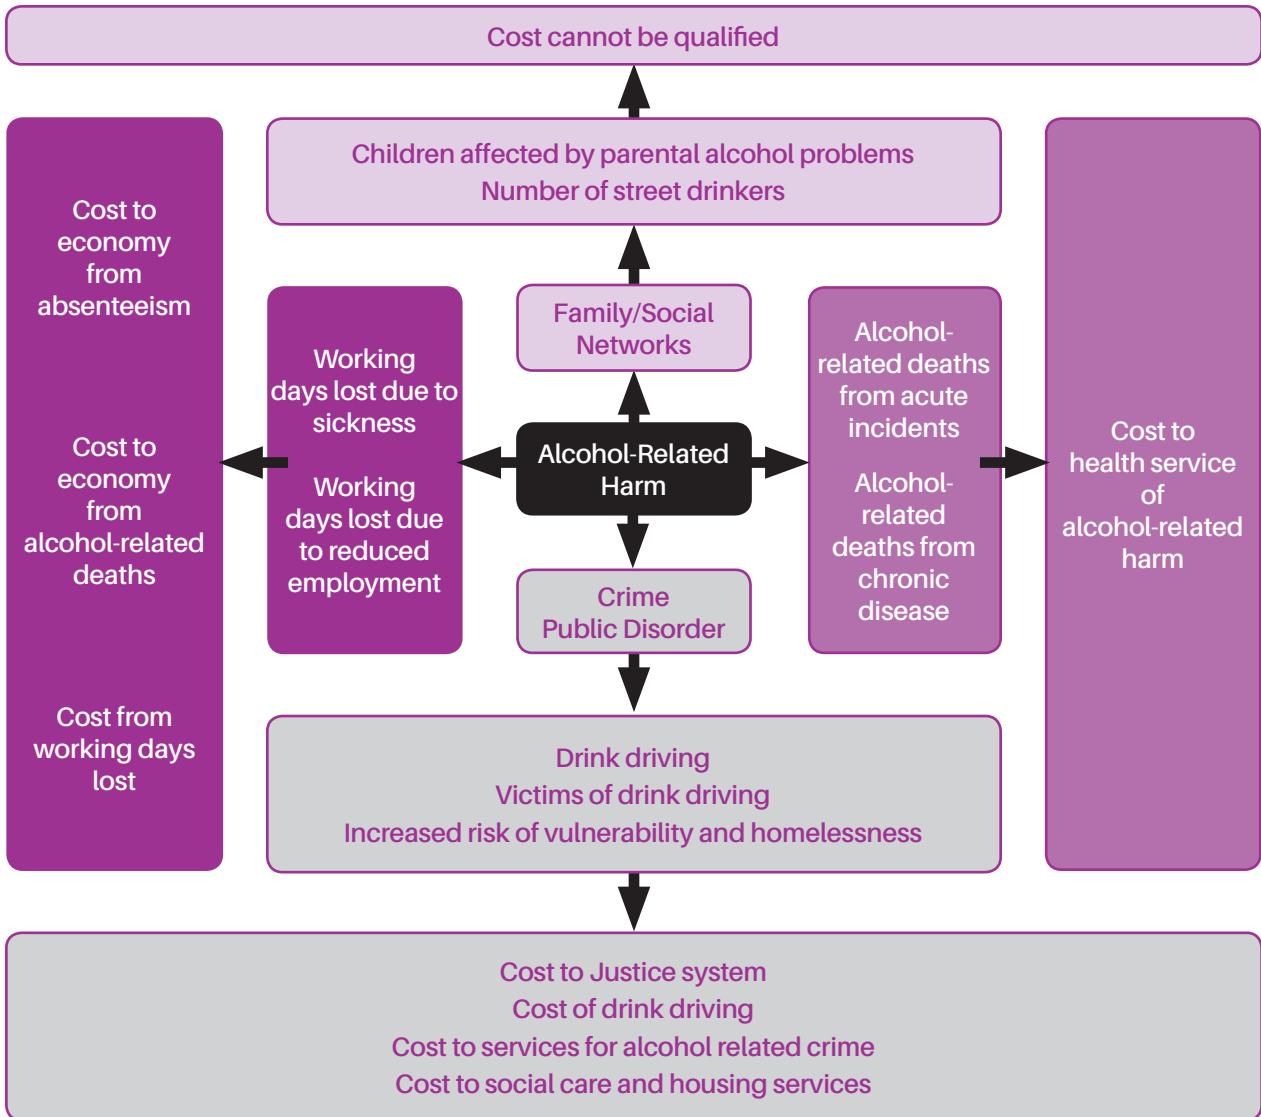 Cost cannot be qualified
Children affected by parental alcohol problems
Number of street drinkers
Family/Social
Networks
Alcohol-Related
Harm
Cost to
economy
from
absenteeism
Cost to
economy
from
alcohol-related
deaths
Cost from
working days
lost
Working
days lost due to
sickness
Working
days lost due
to reduced
employment
Alcohol-
related deaths
from acute
incidents
Alcohol-
related
deaths from
chronic
disease
Cost to
health service
of
alcohol-related
harm
Crime
Public Disorder
Drink driving
Victims of drink driving
Increased risk of vulnerability and homelessness
Cost to Justice system
Cost of drink driving
Cost to services for alcohol related crime
Cost to social care and housing services